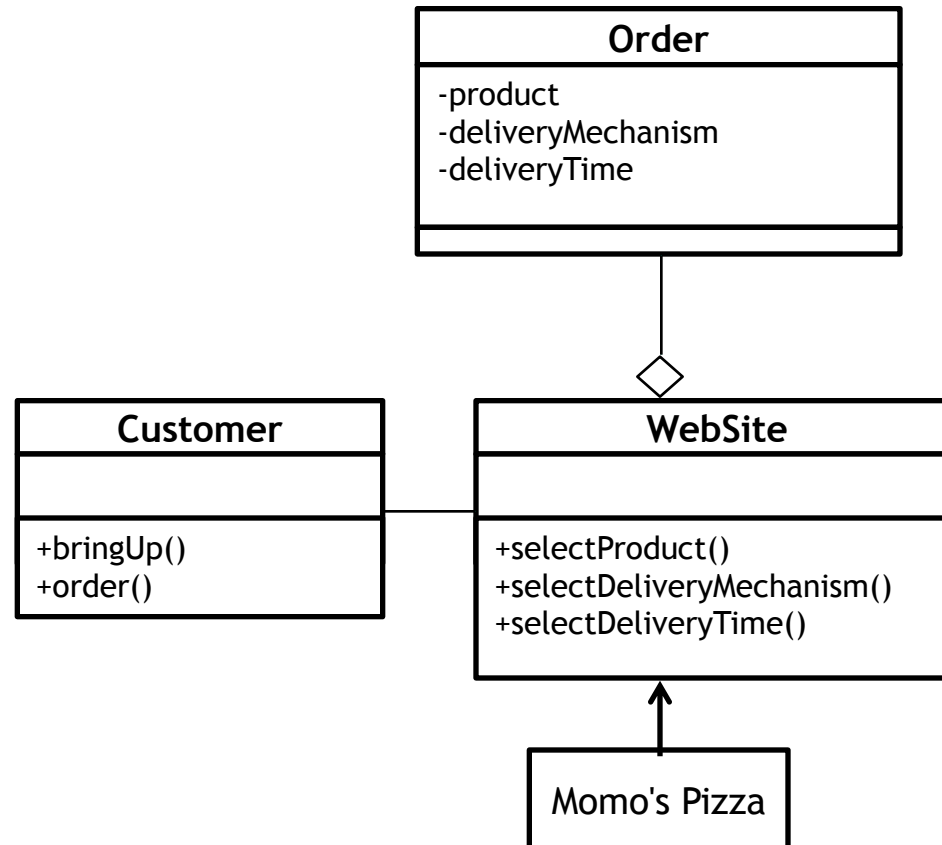 Order
-product
-deliveryMechanism
-deliveryTime
Customer
+bringUp()
+order()
WebSite
+selectProduct()
+selectDeliveryMechanism()
+selectDeliveryTime()
Momo's Pizza